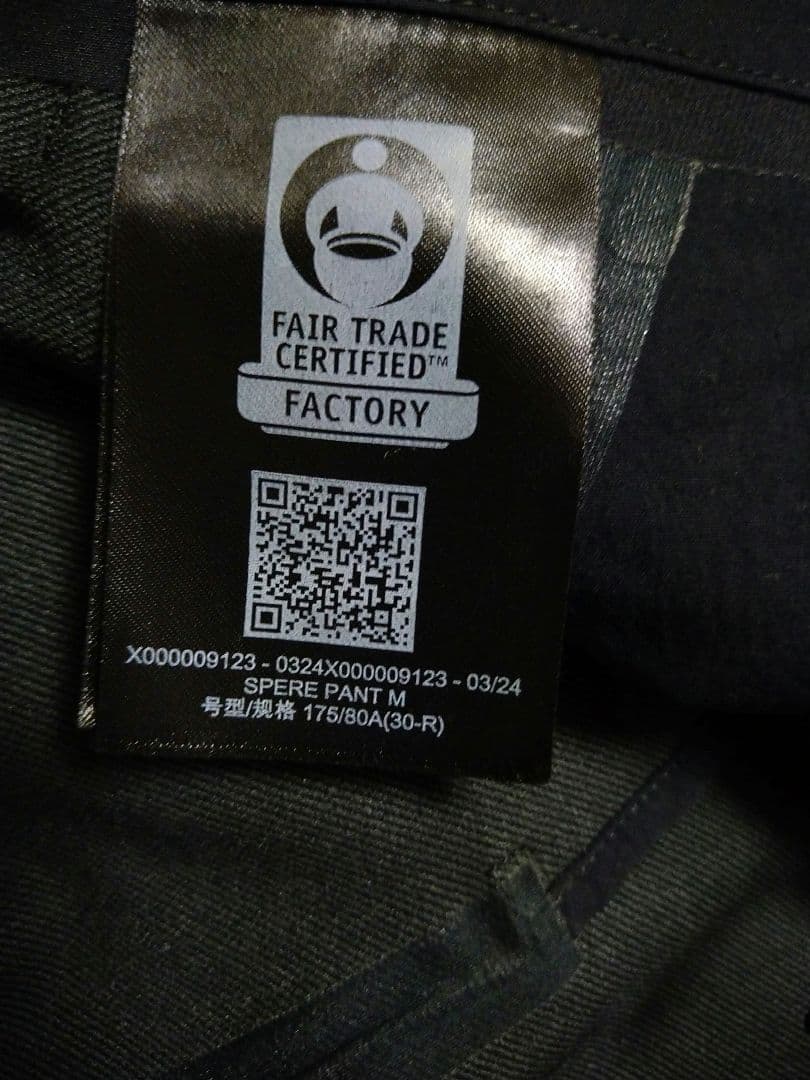 FAIR TRADE
CERTIFIED™
FACTORY
X000009123 - 0324X000009123 - 03/24
SPERE PANT M
号型/规格 175/80A(30-R)